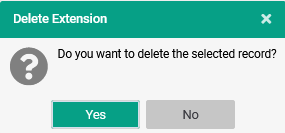 Delete Extension
Do you want to delete the selected record?
Yes
No